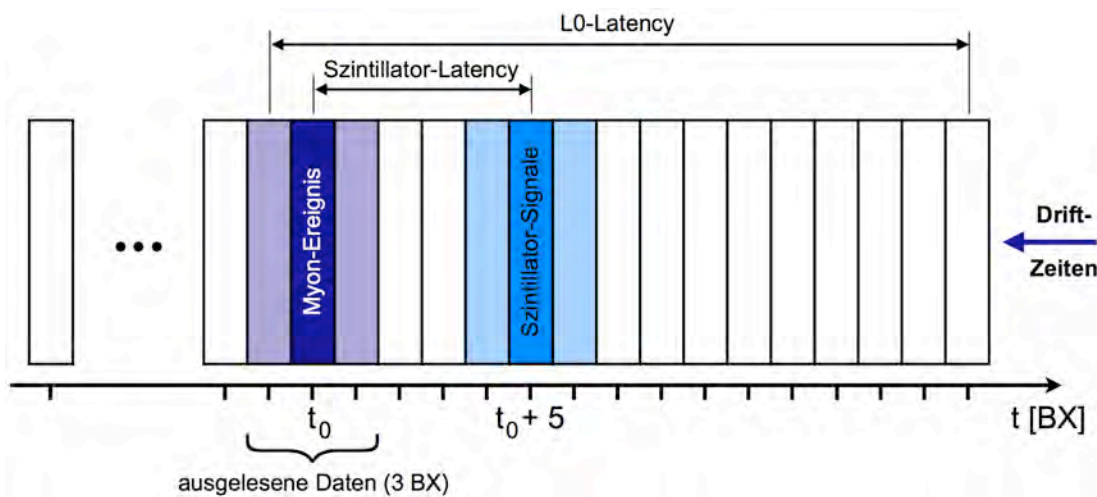 L0-Latency
Szintillator-Latency
Myon-Ereignis
Szintillator-Signale
Drift-
Zeiten
t0
t0 + 5
t [BX]
ausgelesene Daten (3 BX)